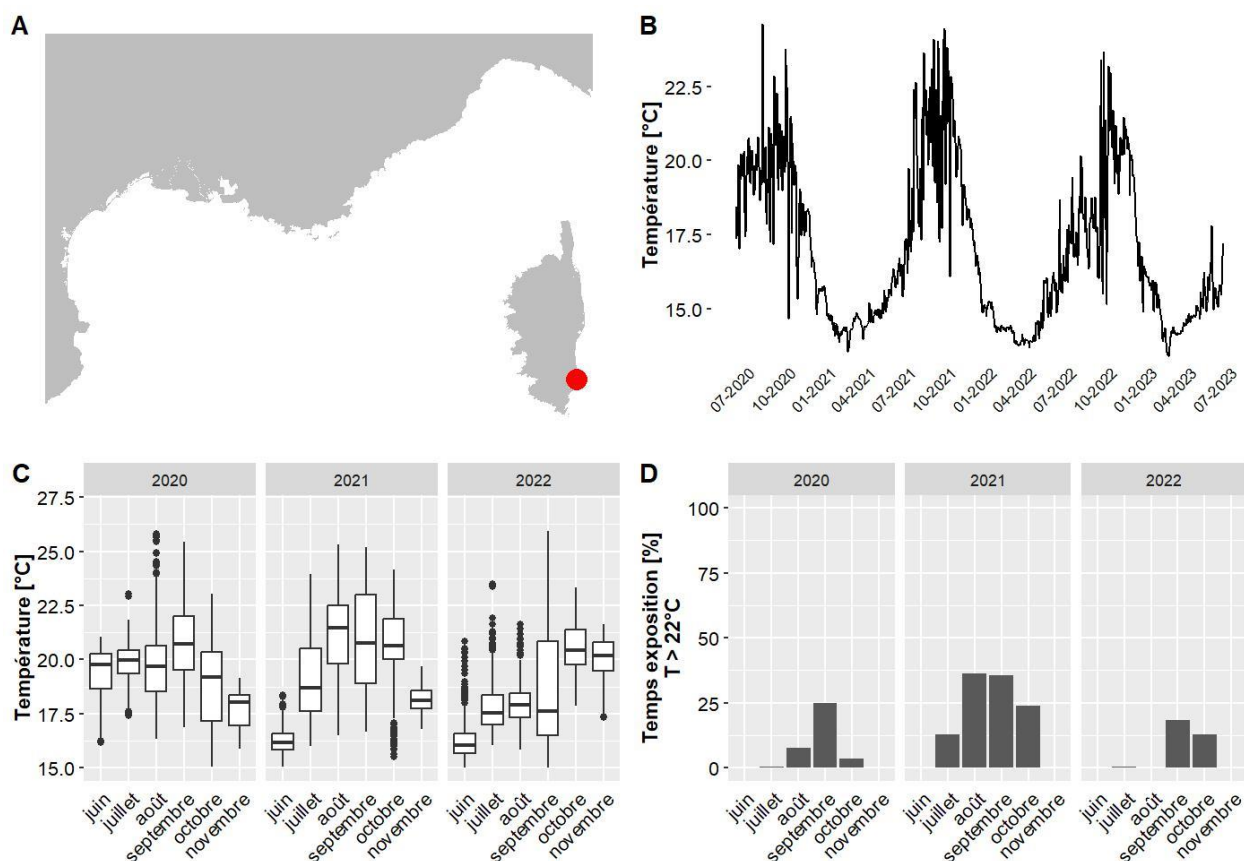 A
B
Température [°C]
22.5
20.0
17.5
15.0
07-2020
10-2020
01-2021
04-2021
07-2021
10-2021
01-2022
04-2022
07-2022
10-2022
01-2023
04-2023
07-2023
C
2020
2021
2022
Température [°C]
27.5
25.0
22.5
20.0
17.5
15.0
juin
juillet
août
septembre
octobre
novembre
juin
juillet
août
septembre
octobre
novembre
juin
juillet
août
septembre
octobre
novembre
D
2020
2021
2022
Temps exposition [%]
T > 22°C
100
75
50
25
0
juin
juillet
août
septembre
octobre
novembre
juin
juillet
août
septembre
octobre
novembre
juin
juillet
août
septembre
octobre
novembre